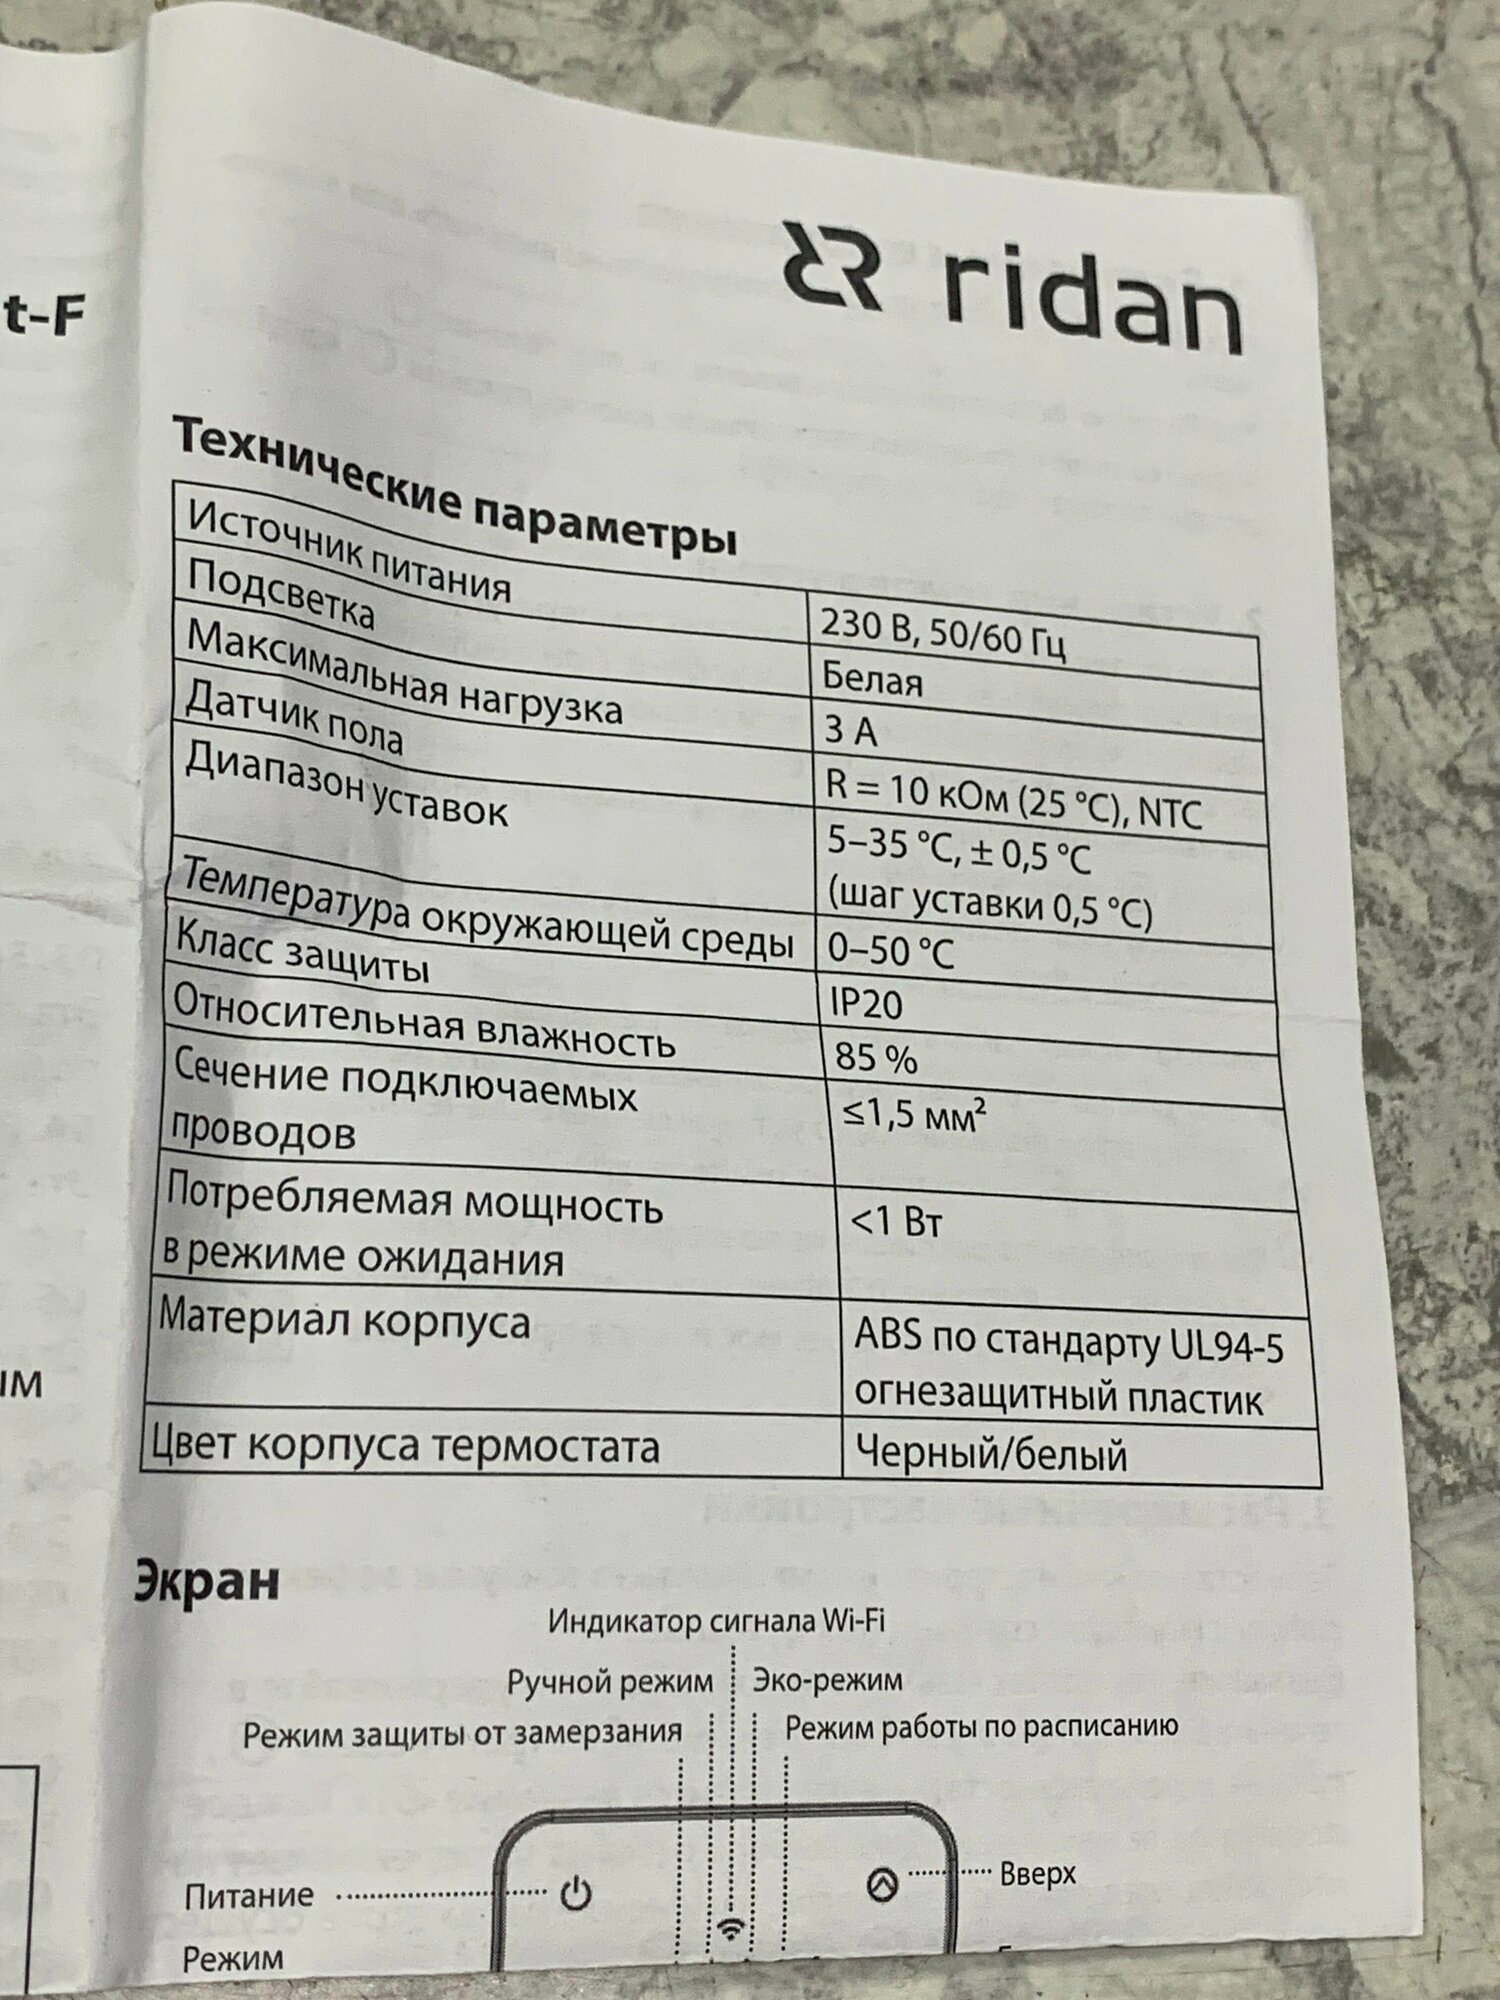 ridan
t-F
Технические параметры
Источник питания 230 В, 50/60 Гц
Подсветка Белая
Максимальная нагрузка 3 А
Датчик пола R = 10 кОм (25 °C), NTC
Диапазон уставок 5–35 °C, ± 0,5 °C
(шаг уставки 0,5 °C)
Температура окружающей среды 0–50 °C
Класс защиты IP20
Относительная влажность 85 %
Сечение подключаемых ≤1,5 мм²
проводов
Потребляемая мощность <1 Вт
в режиме ожидания
Материал корпуса ABS по стандарту UL94-5
огнезащитный пластик
Цвет корпуса термостата Черный/белый
Экран
Индикатор сигнала Wi-Fi
Ручной режим Эко-режим
Режим защиты от замерзания Режим работы по расписанию
Питание Вверх
Режим